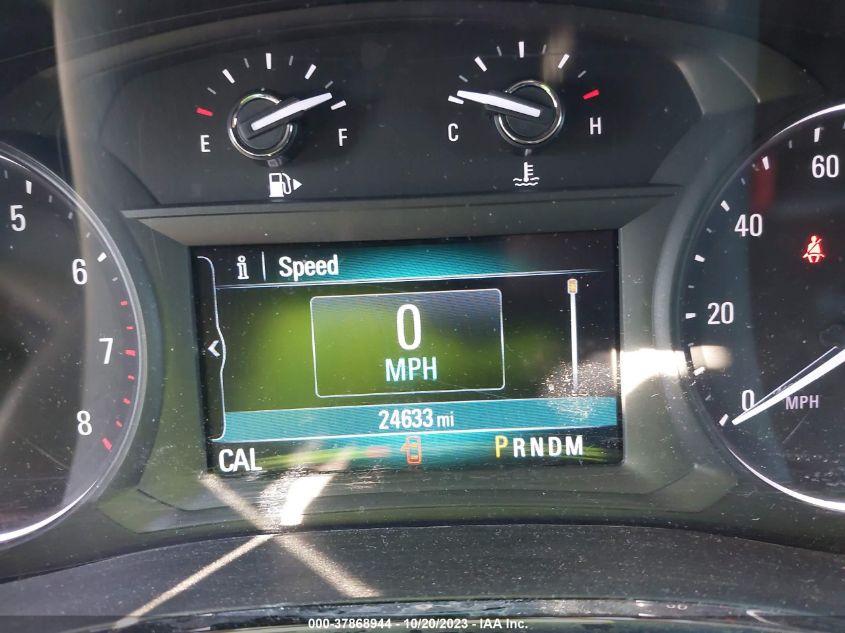 E F
C H
5
6
7
8
i Speed
0
MPH
24633 mi
CAL PRNDM
60
40
20
0
MPH
000-37868944 - 10/20/2023 - IAA Inc.